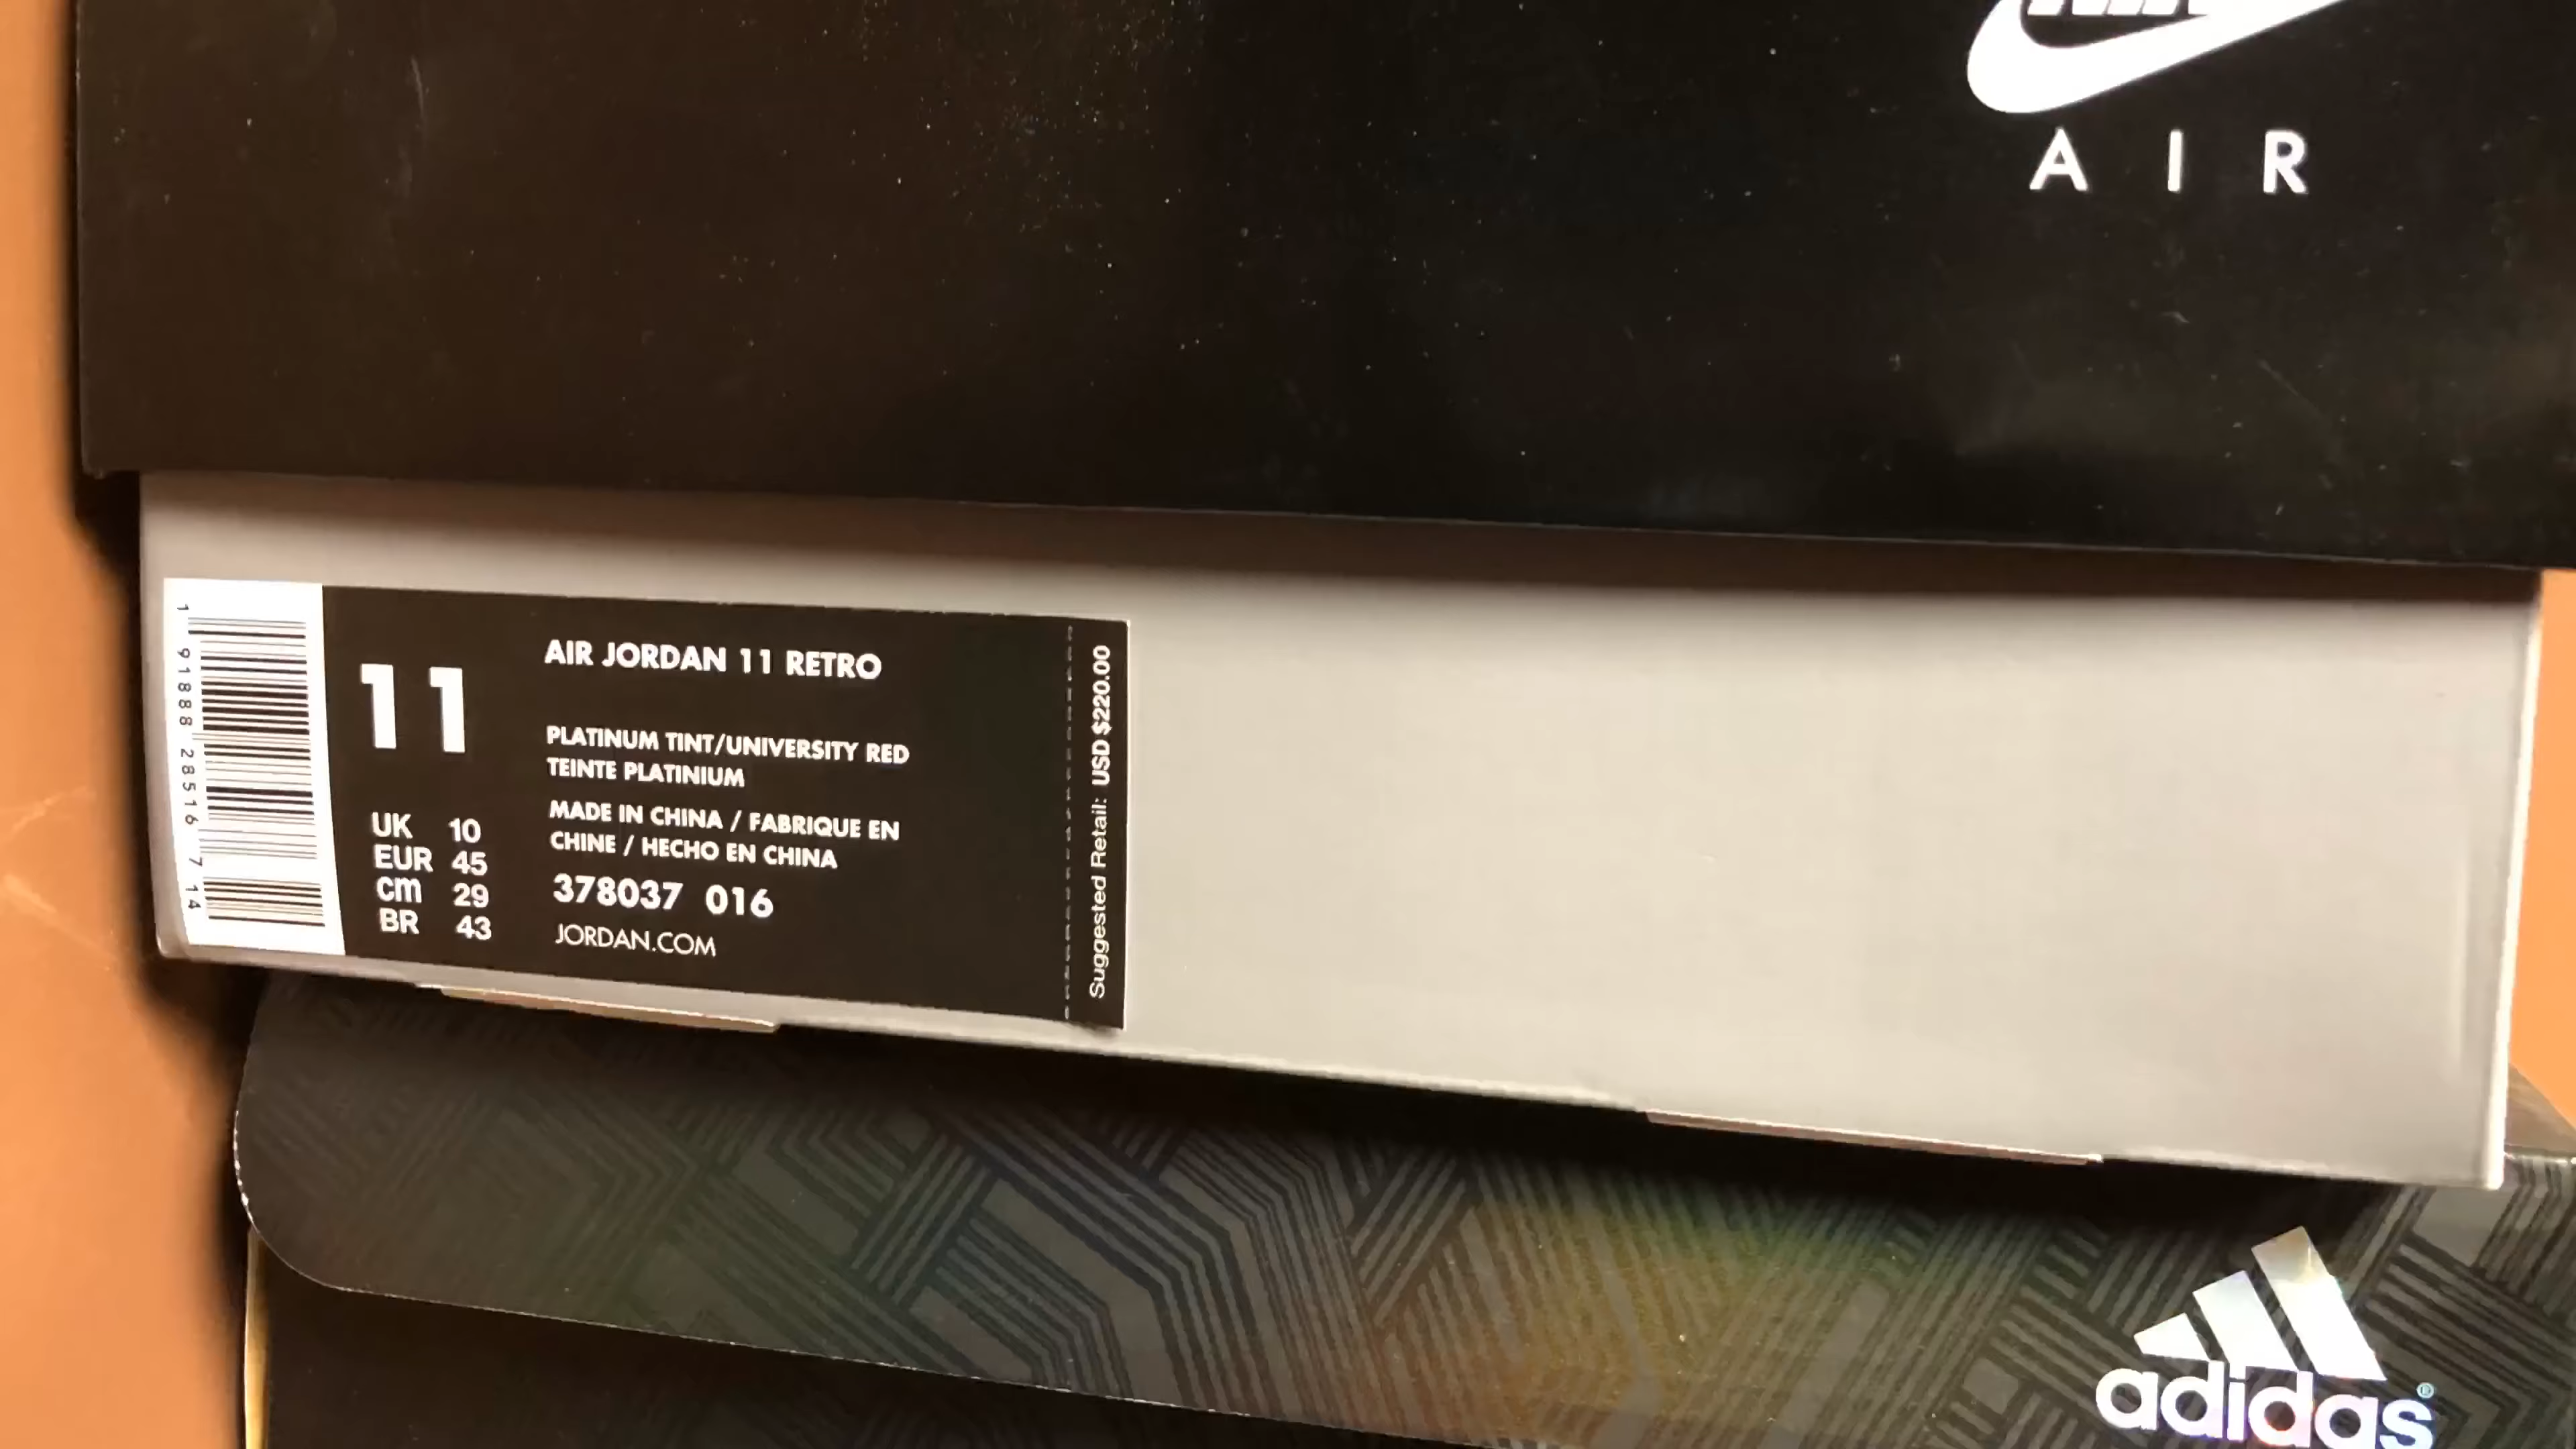 AIR
1 91888 28516 7 14
11
AIR JORDAN 11 RETRO
PLATINUM TINT/UNIVERSITY RED
TEINTE PLATINIUM
MADE IN CHINA / FABRIQUE EN
CHINE / HECHO EN CHINA
378037 016
JORDAN.COM
UK 10
EUR 45
cm 29
BR 43
Suggested Retail: USD $220.00
adidas®